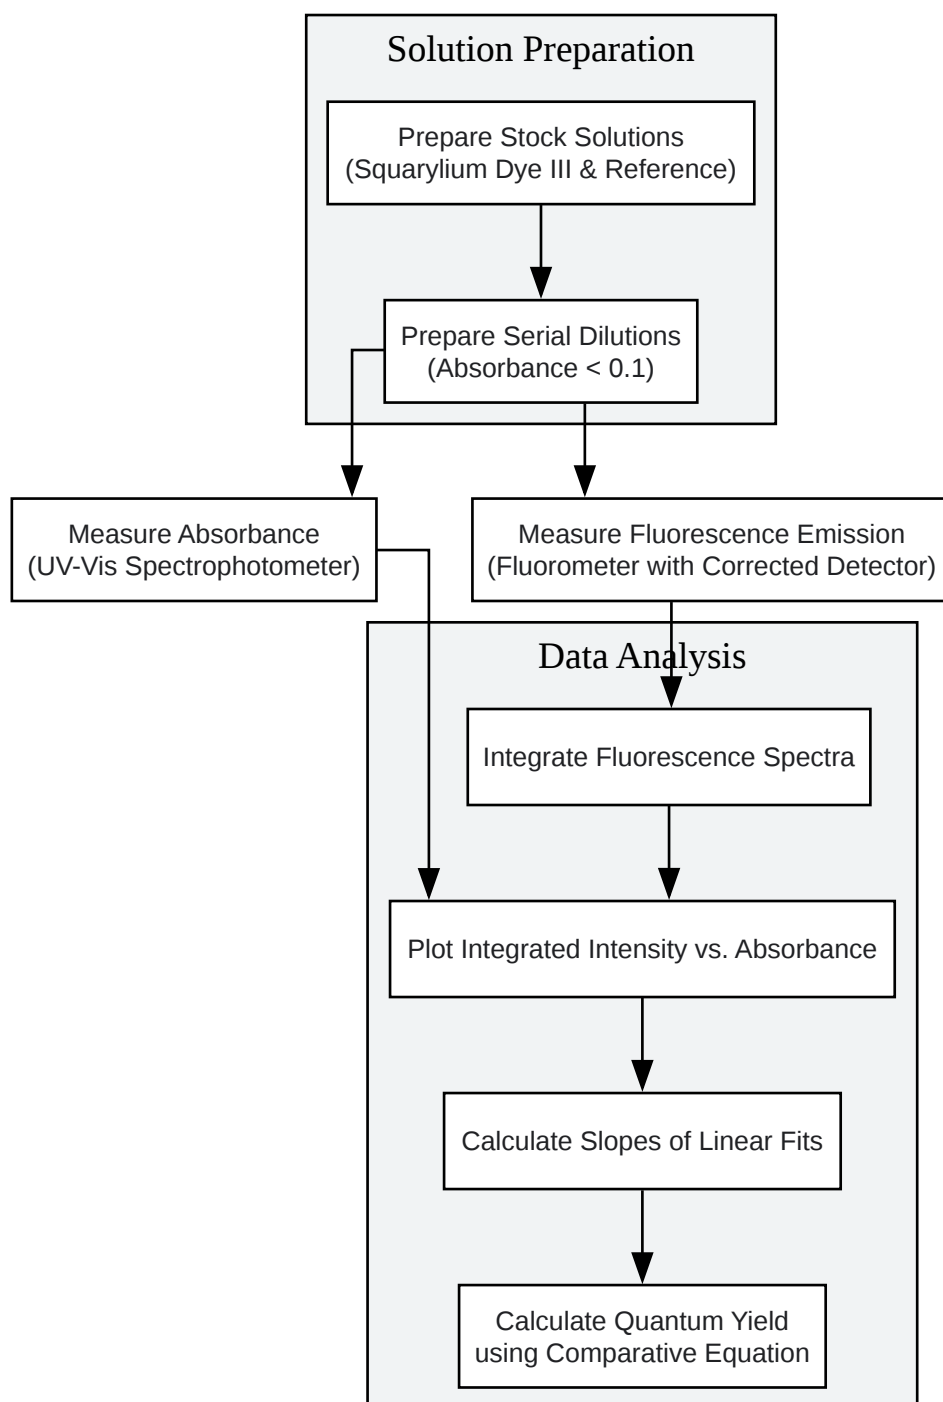 Solution Preparation
Prepare Stock Solutions
(Squarylium Dye III & Reference)
Prepare Serial Dilutions
(Absorbance < 0.1)
Measure Absorbance
(UV-Vis Spectrophotometer)
Measure Fluorescence Emission
(Fluorometer with Corrected Detector)
Data Analysis
Integrate Fluorescence Spectra
Plot Integrated Intensity vs. Absorbance
Calculate Slopes of Linear Fits
Calculate Quantum Yield
using Comparative Equation